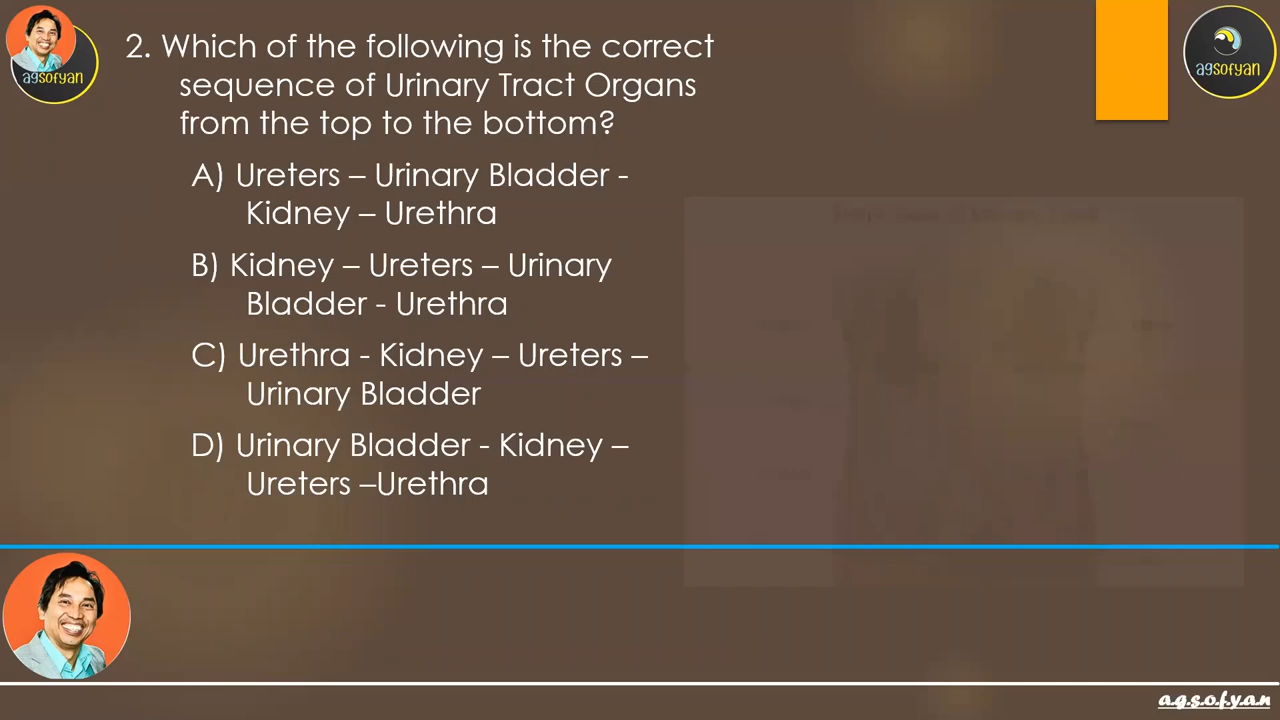 agsofyan
agsofyan
2. Which of the following is the correct
sequence of Urinary Tract Organs
from the top to the bottom?
A) Ureters – Urinary Bladder -
Kidney – Urethra
B) Kidney – Ureters – Urinary
Bladder - Urethra
C) Urethra - Kidney – Ureters –
Urinary Bladder
D) Urinary Bladder - Kidney –
Ureters –Urethra
a.g.s.o.f.y.a.n